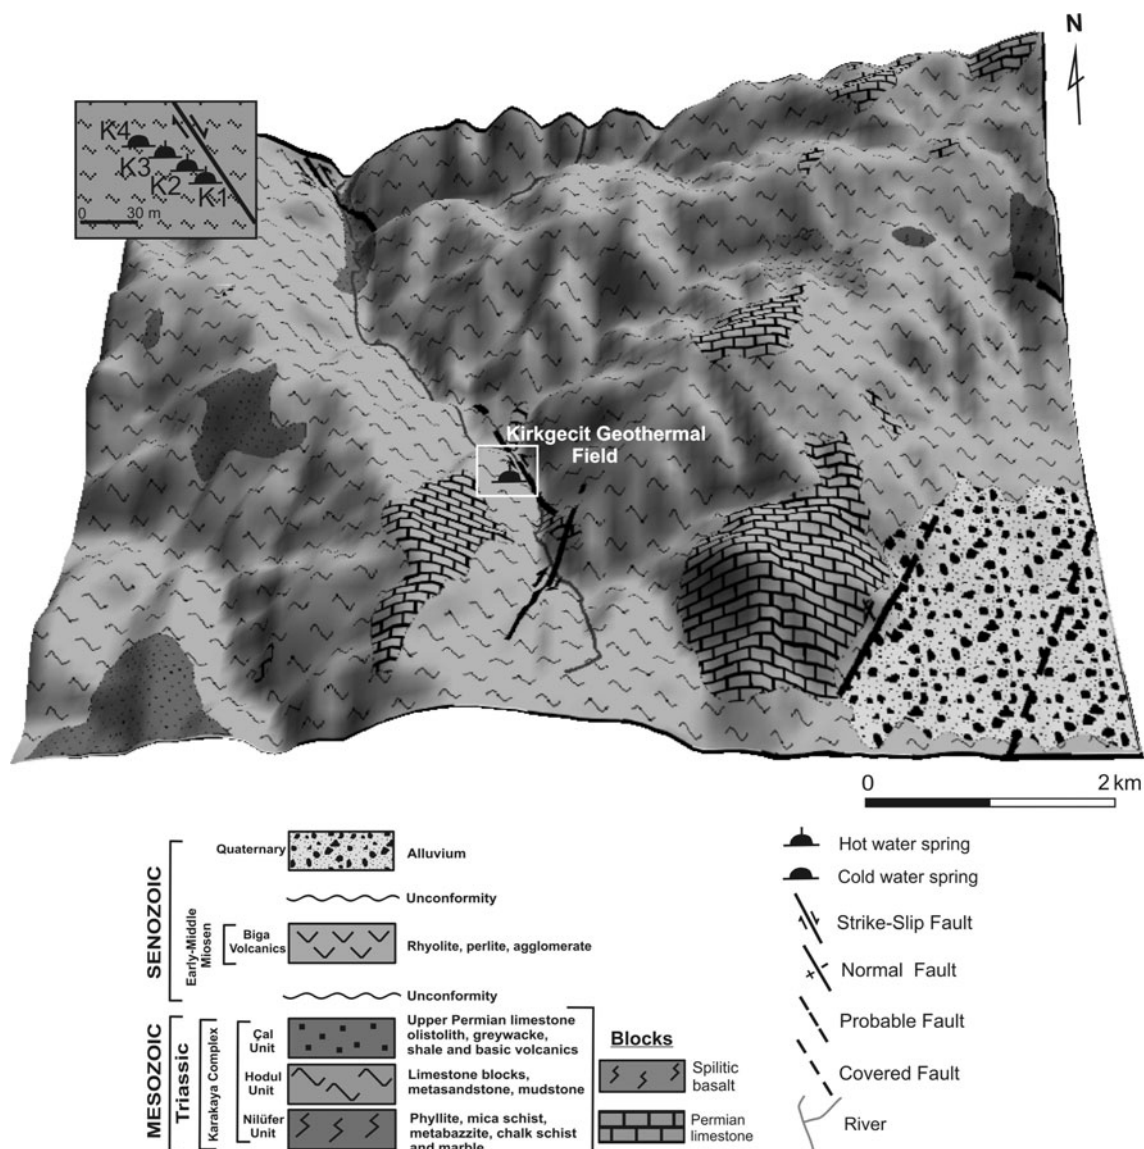 N
K4
K3
K2
K1
0 30 m
Kirkgecit Geothermal
Field
0 2 km
SENOZOIC
Quaternary
Alluvium
Unconformity
Early-Middle
Miosen
Biga
Volcanics
Rhyolite, perlite, agglomerate
Unconformity
MESOZOIC
Triassic
Karakaya Complex
Çal
Unit
Upper Permian limestone
olistolith, greywacke,
shale and basic volcanics
Hodul
Unit
Limestone blocks,
metasandstone, mudstone
Nilüfer
Unit
Phyllite, mica schist,
metabazzite, chalk schist
and marble
Blocks
Spilitic
basalt
Permian
limestone
Hot water spring
Cold water spring
Strike-Slip Fault
Normal Fault
Probable Fault
Covered Fault
River